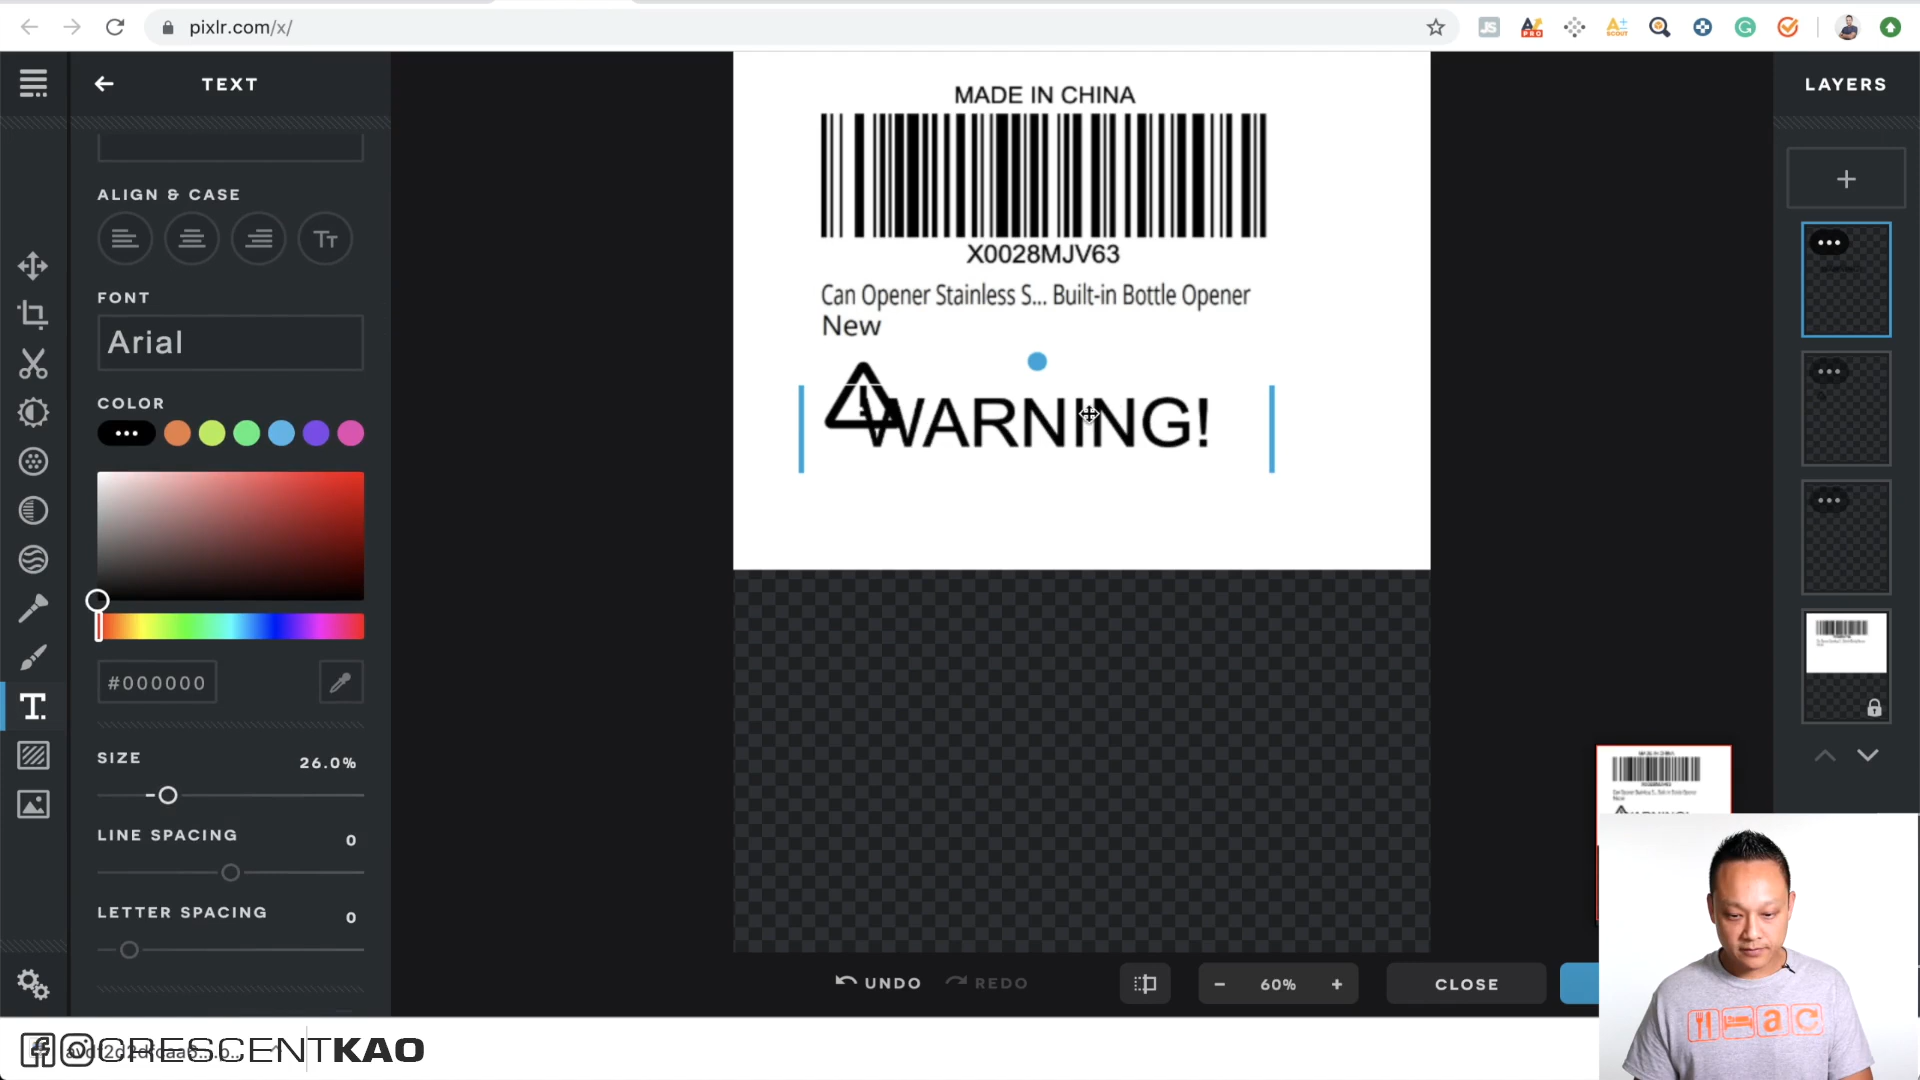 pixlr.com/x/
TEXT
LAYERS
MADE IN CHINA
ALIGN & CASE
X0028MJV63
FONT
Can Opener Stainless S... Built-in Bottle Opener
Arial
New
COLOR
WARNING!
#000000
SIZE
26.0%
LINE SPACING
0
LETTER SPACING
0
UNDO
REDO
60%
CLOSE
CRESCENTKAO